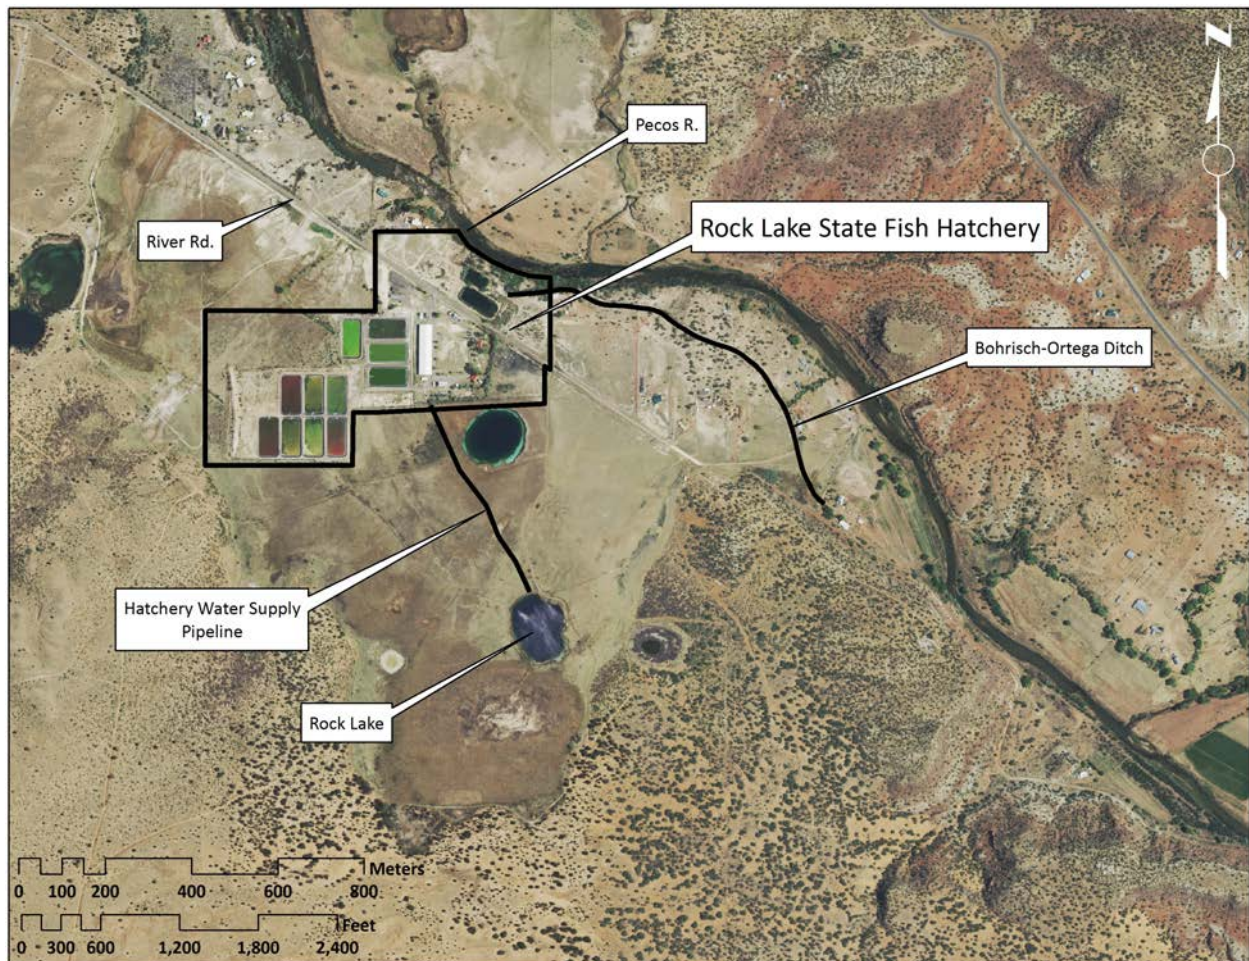 N
Pecos R.
Rock Lake State Fish Hatchery
River Rd.
Bohrisch-Ortega Ditch
Hatchery Water Supply
Pipeline
Rock Lake
Meters
0 100 200 400 600 800
Feet
0 300 600 1,200 1,800 2,400